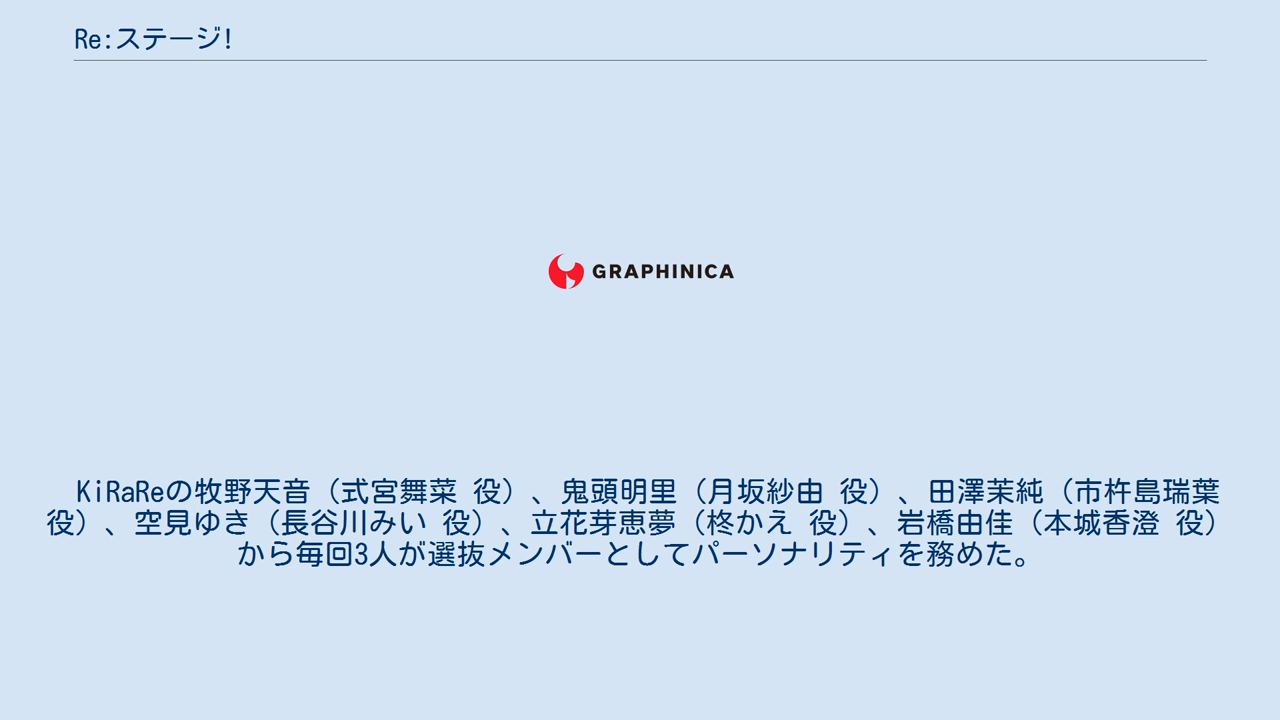 Re:ステージ!
GRAPHINICA
KiRaReの牧野天音（式宮舞菜 役）、鬼頭明里（月坂紗由 役）、田澤茉純（市杵島瑞葉
役）、空見ゆき（長谷川みい 役）、立花芽恵夢（柊かえ 役）、岩橋由佳（本城香澄 役）
から毎回3人が選抜メンバーとしてパーソナリティを務めた。